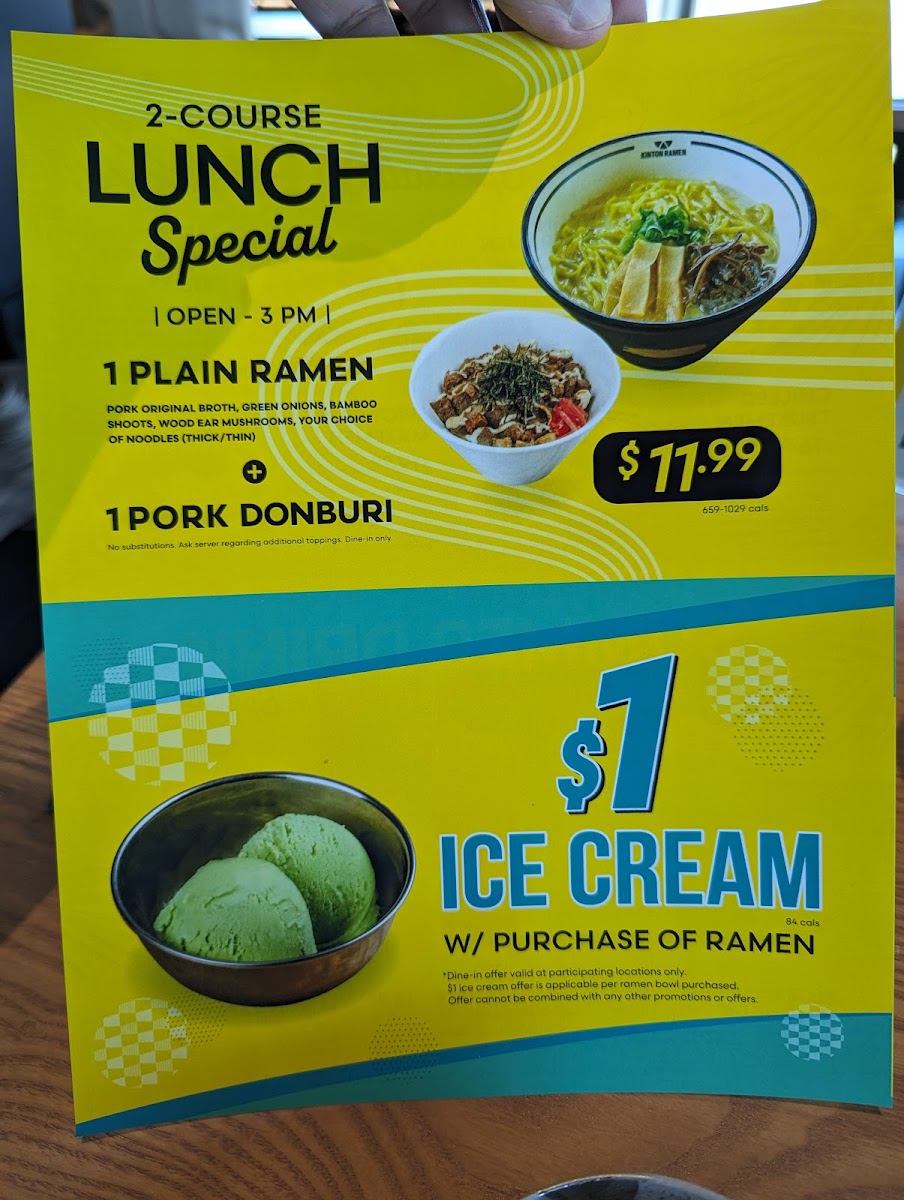 2-COURSE
LUNCH
Special
| OPEN - 3 PM |
1 PLAIN RAMEN
PORK ORIGINAL BROTH, GREEN ONIONS, BAMBOO
SHOOTS, WOOD EAR MUSHROOMS, YOUR CHOICE
OF NOODLES (THICK/THIN)
+
1 PORK DONBURI
No substitutions. Ask server regarding additional toppings. Dine-in only.
KINTON RAMEN
$11.99
659-1029 cals
$1
ICE CREAM
84 cals
W/ PURCHASE OF RAMEN
*Dine-in offer valid at participating locations only.
$1 ice cream offer is applicable per ramen bowl purchased.
Offer cannot be combined with any other promotions or offers.